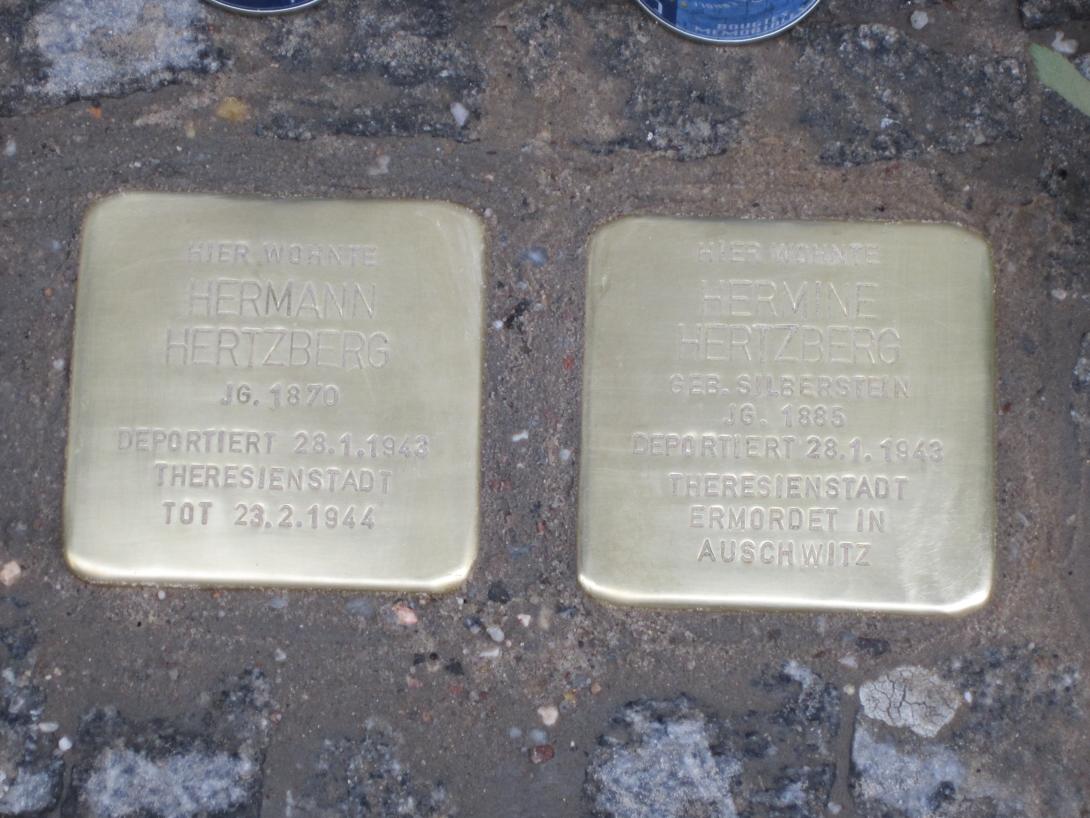 HIER WOHNTE
HERMANN
HERTZBERG
JG. 1870
DEPORTIERT 28.1.1943
THERESIENSTADT
TOT 23.2.1944
HIER WOHNTE
HERMINE
HERTZBERG
GEB. SILBERSTEIN
JG. 1885
DEPORTIERT 28.1.1943
THERESIENSTADT
ERMORDET IN
AUSCHWITZ